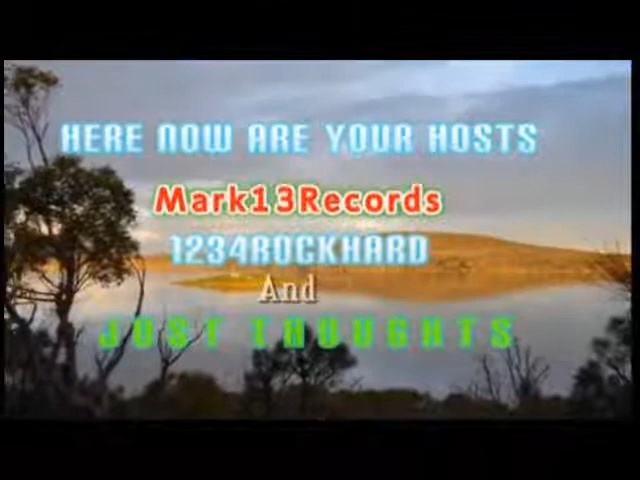 HERE NOW ARE YOUR HOSTS
Mark13Records
1234ROCKHARD
And
JUST THOUGHTS